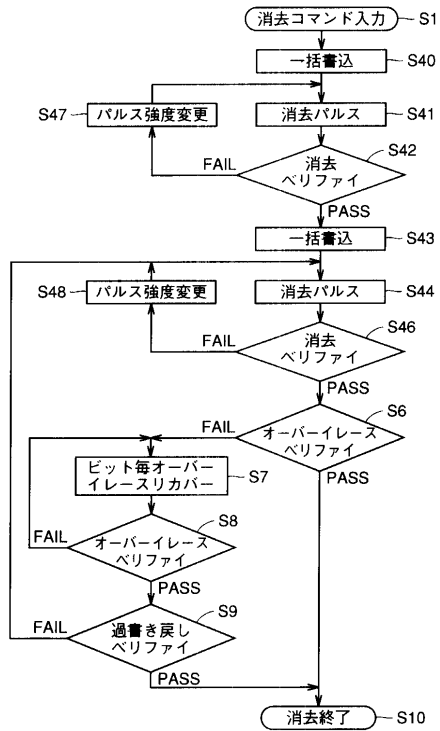 消去コマンド入力
S1
一括書込
S40
S47
パルス強度変更
消去パルス
S41
S42
FAIL
消去
ベリファイ
PASS
一括書込
S43
S48
パルス強度変更
消去パルス
S44
S46
FAIL
消去
ベリファイ
PASS
S6
FAIL
オーバーイレース
ベリファイ
PASS
ビット毎オーバー
イレースリカバー
S7
S8
オーバーイレース
ベリファイ
FAIL
PASS
S9
FAIL
過書き戻し
ベリファイ
PASS
消去終了
S10